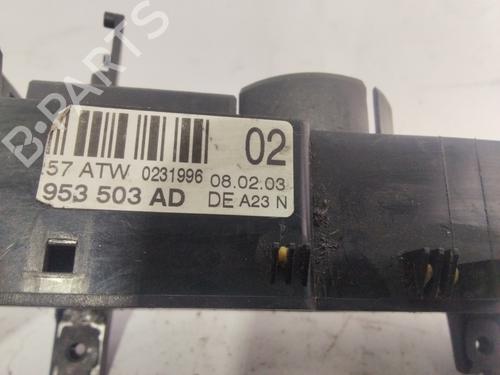 02
57 ATW 0231996 08.02.03
953 503 AD DE A23 N
B-PARTS